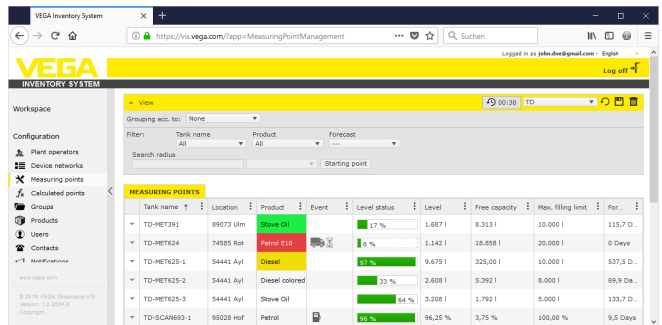 VEGA Inventory System
https://vis.vega.com/?app=MeasuringPointManagement
Suchen
Logged in as john.doe@gmail.com - English
VEGA
INVENTORY SYSTEM
Log off
Workspace
Configuration
Plant operators
Device networks
Measuring points
Calculated points
Groups
Products
Users
Contacts
Notifications
www.vega.com
© 2018 VEGA Grieshaber KG
Version: 1.0.2004.0
Copyright
View
00:38
TD
Grouping acc. to: None
Filter: Tank name Product Forecast
All All ---
Search radius
Starting point
MEASURING POINTS
Tank name Location Product Event Level status Level Free capacity Max. filling limit For...
TD-MET391 89073 Ulm Stove Oil 17 % 1.687 l 8.313 l 10.000 l 115,7 D...
TD-MET624 74585 Rot Petrol E10 6 % 1.142 l 18.858 l 20.000 l 0 Days
TD-MET625-1 54441 Ayl Diesel 97 % 9.675 l 325,00 l 10.000 l 537,5 D...
TD-MET625-2 54441 Ayl Diesel colored 33 % 2.608 l 5.392 l 8.000 l 69,9 Da...
TD-MET625-3 54441 Ayl Stove Oil 64 % 3.208 l 1.792 l 5.000 l 133,7 D...
TD-SCAN693-1 95028 Hof Petrol 96 % 96,25 % 3,75 % 100,00 % 9,5 Days